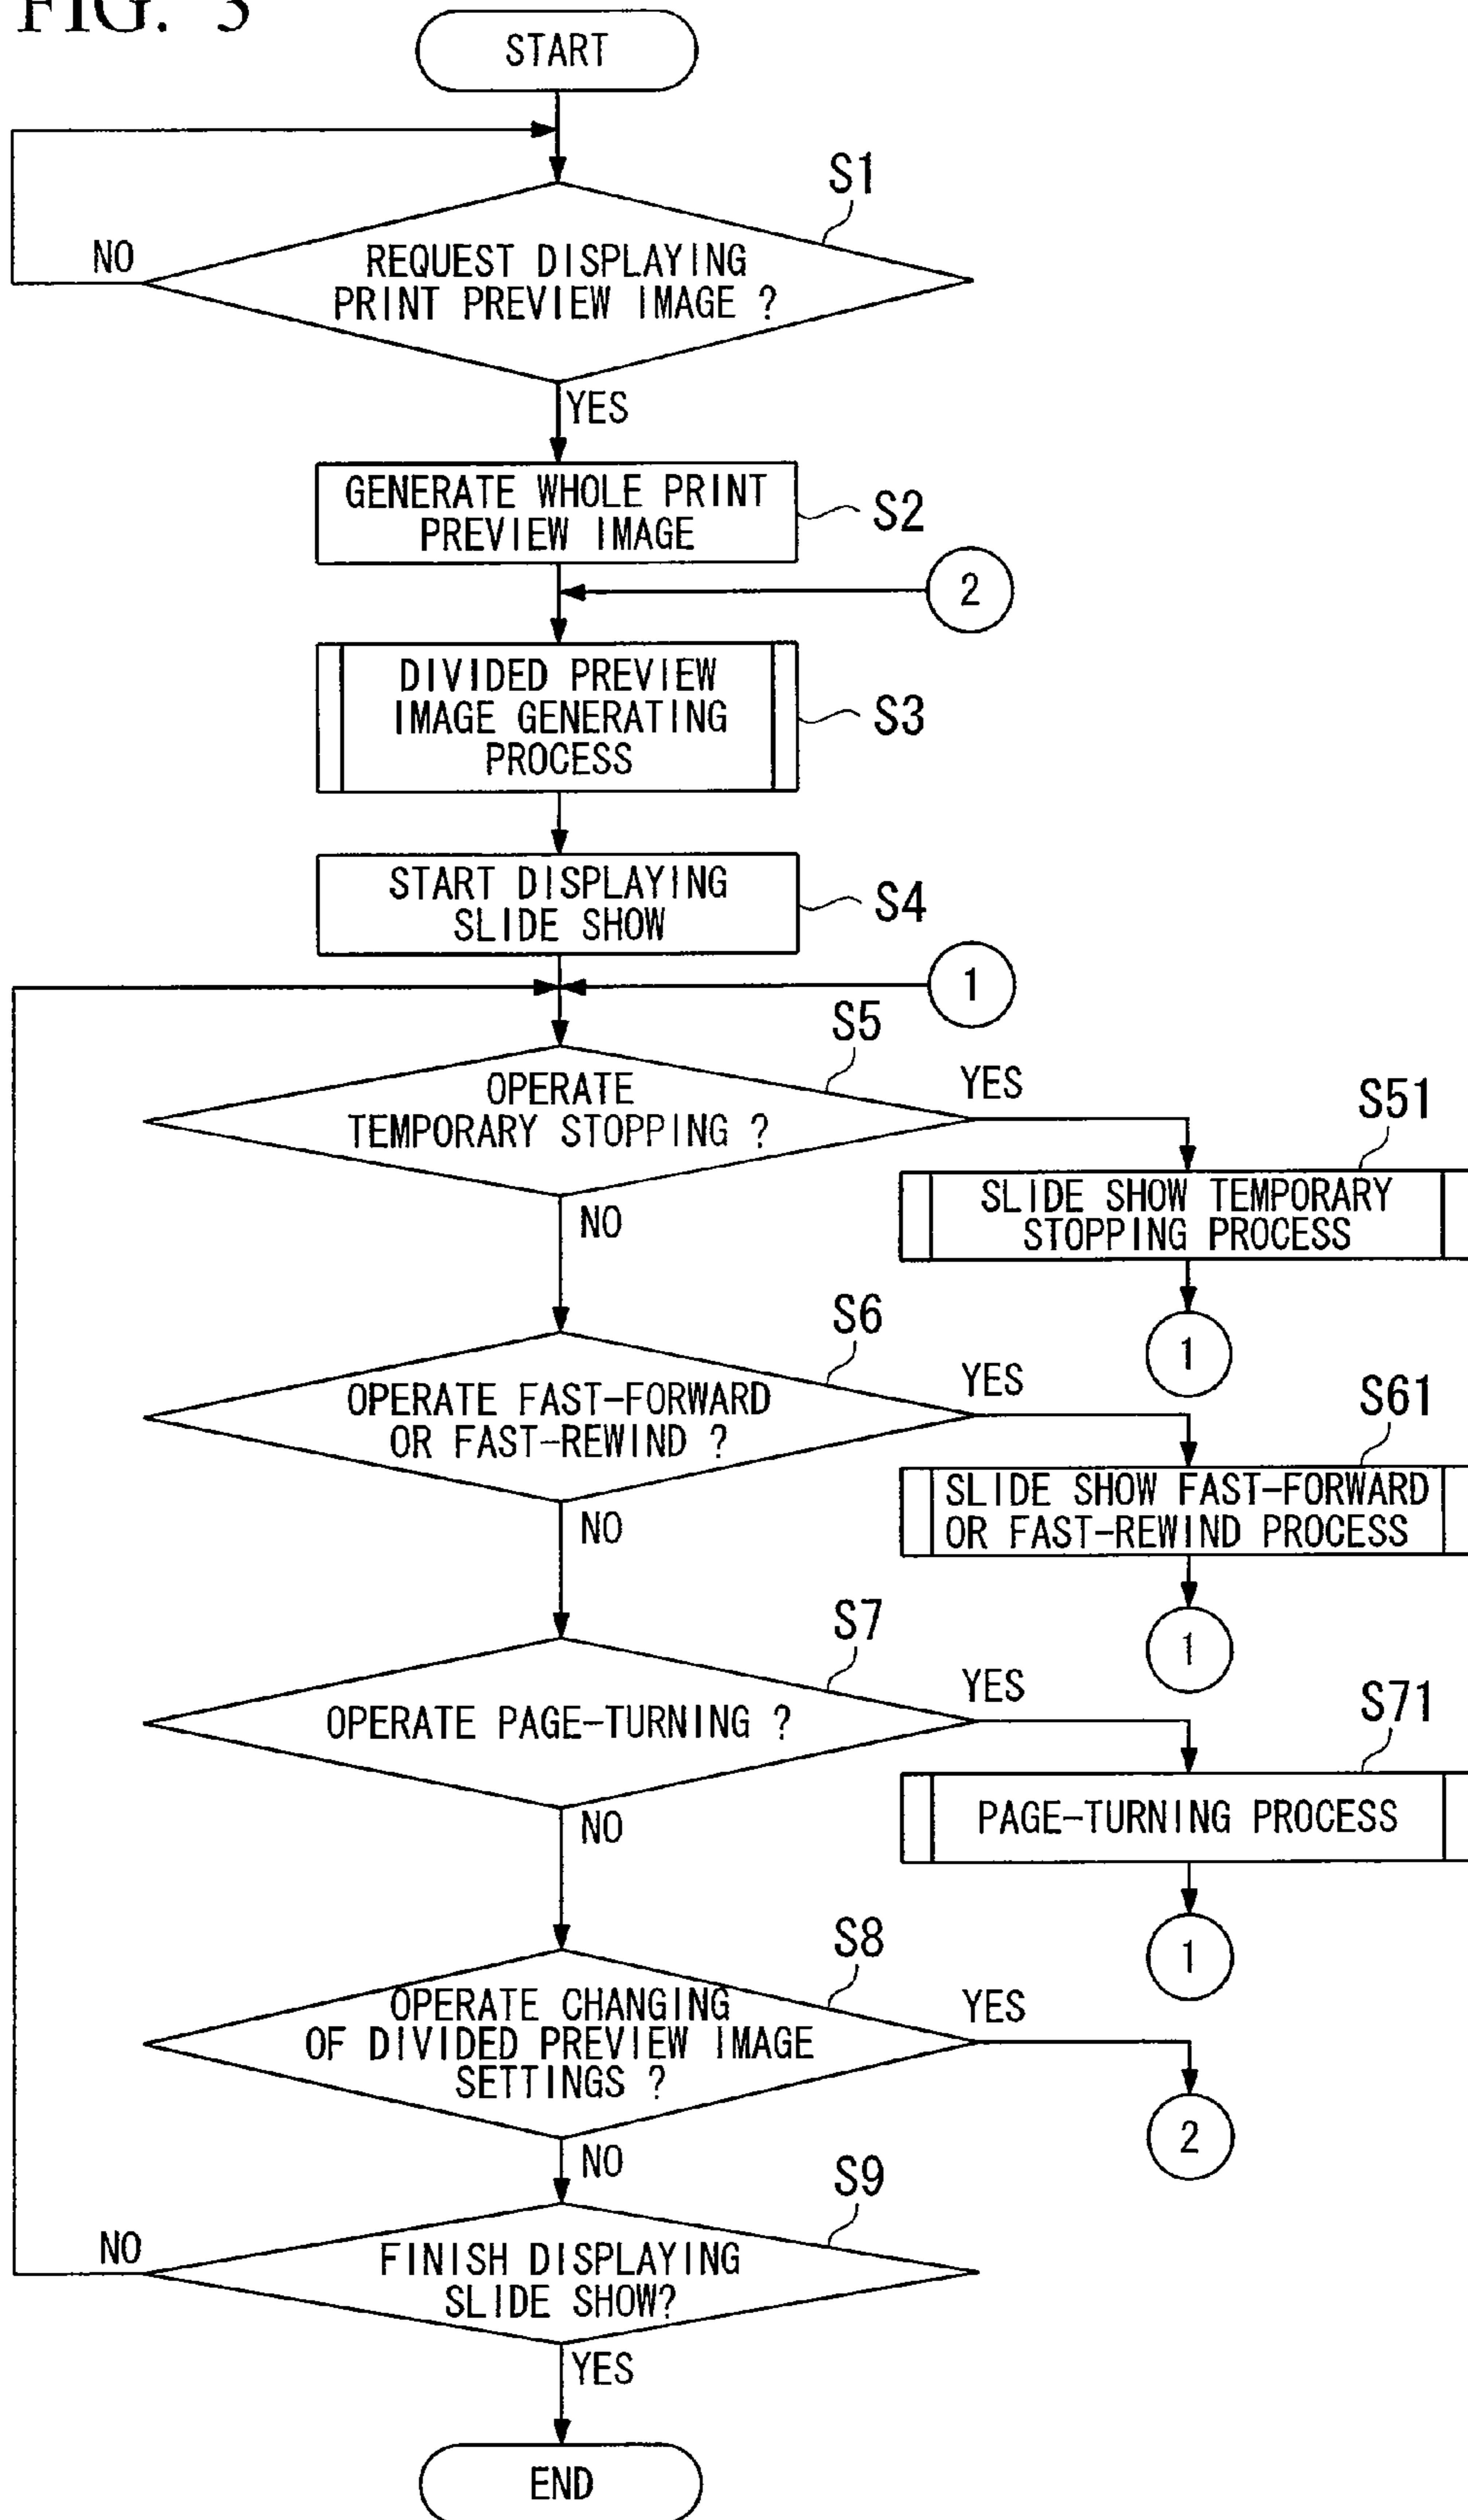 FIG. 3
START
S1
NO
REQUEST DISPLAYING
PRINT PREVIEW IMAGE ?
YES
GENERATE WHOLE PRINT
PREVIEW IMAGE
S2
2
DIVIDED PREVIEW
IMAGE GENERATING
PROCESS
S3
START DISPLAYING
SLIDE SHOW
S4
1
S5
OPERATE
TEMPORARY STOPPING ?
YES
S51
SLIDE SHOW TEMPORARY
STOPPING PROCESS
NO
1
S6
OPERATE FAST-FORWARD
OR FAST-REWIND ?
YES
S61
SLIDE SHOW FAST-FORWARD
OR FAST-REWIND PROCESS
NO
1
S7
OPERATE PAGE-TURNING ?
YES
S71
PAGE-TURNING PROCESS
NO
1
S8
OPERATE CHANGING
OF DIVIDED PREVIEW IMAGE
SETTINGS ?
YES
2
NO
S9
NO
FINISH DISPLAYING
SLIDE SHOW?
YES
END